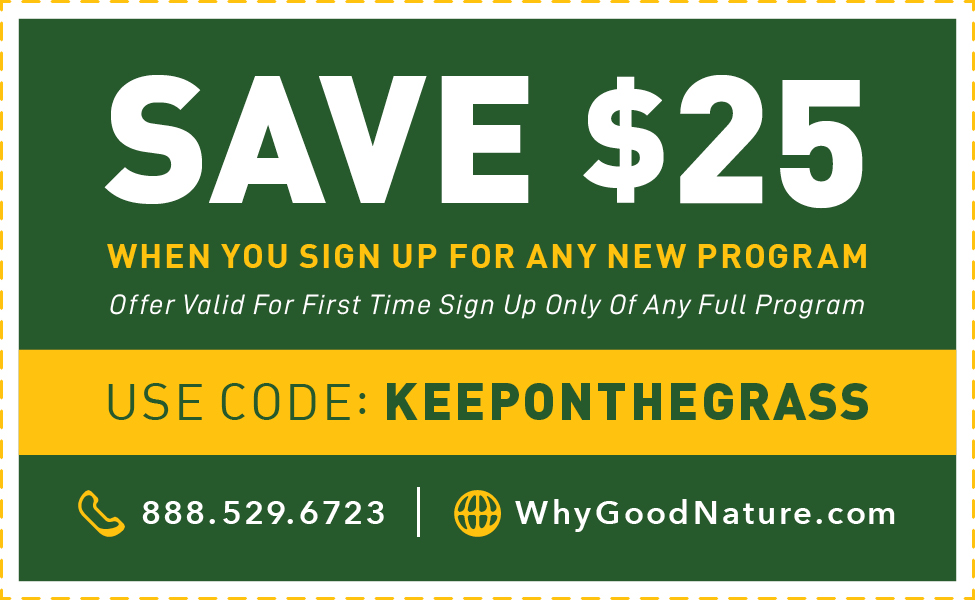 SAVE $25
WHEN YOU SIGN UP FOR ANY NEW PROGRAM
Offer Valid For First Time Sign Up Only Of Any Full Program
USE CODE: KEEPONTHEGRASS
888.529.6723 | WhyGoodNature.com